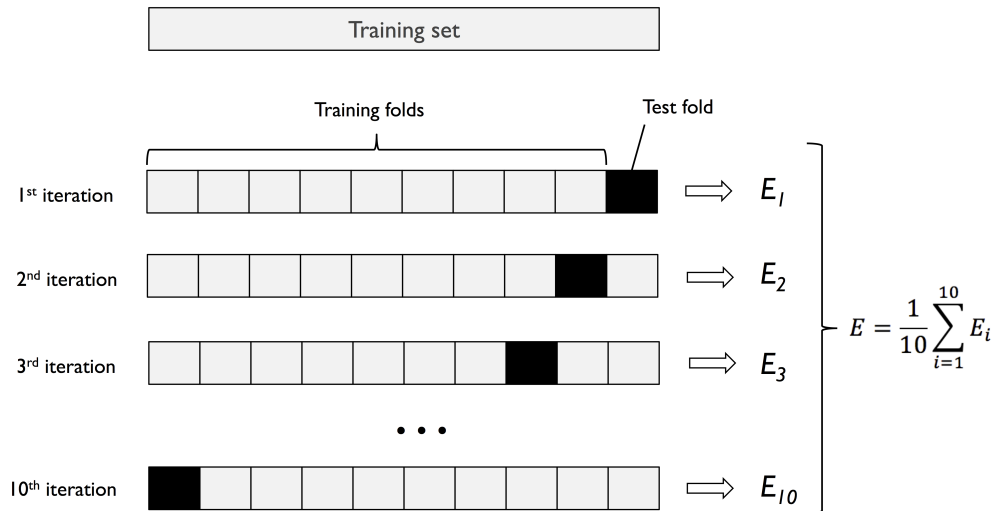 Training set
Training folds
Test fold
1st iteration
E1
2nd iteration
E2
E = 1/10 10∑i=1 Ei
3rd iteration
E3
...
10th iteration
E10